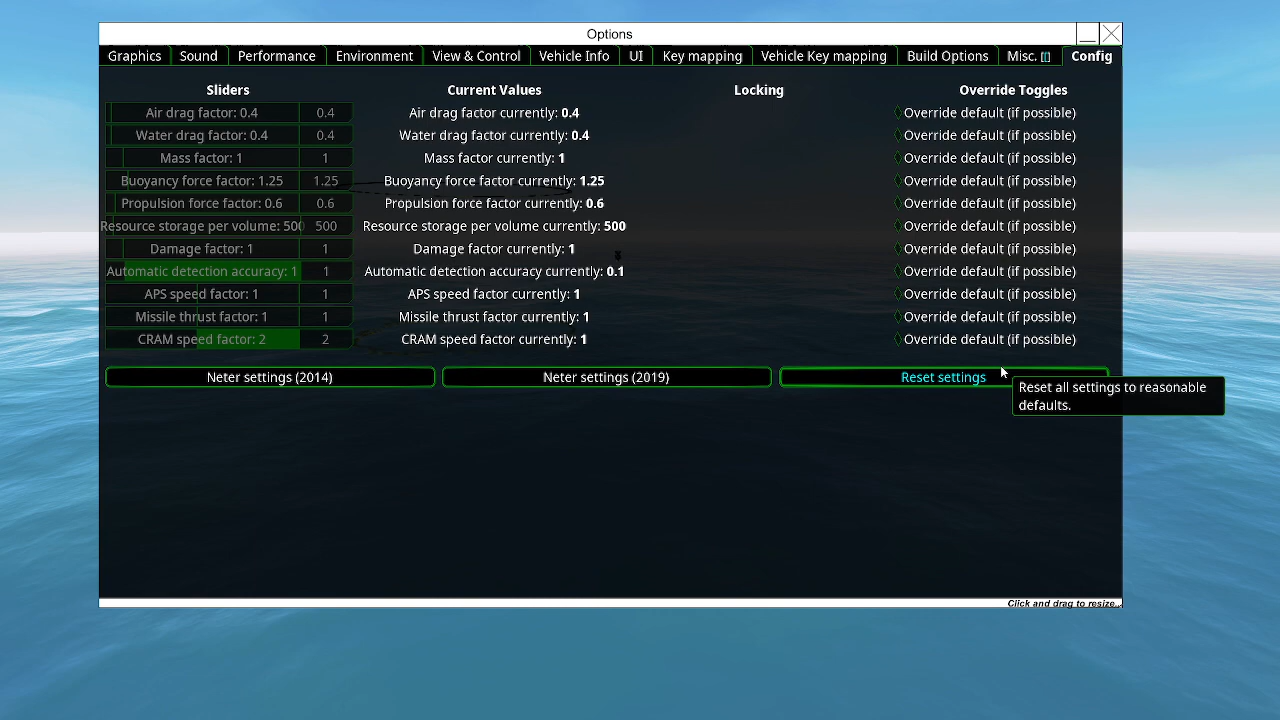 Options
Graphics Sound Performance Environment View & Control Vehicle Info UI Key mapping Vehicle Key mapping Build Options Misc. [[]] Config
Sliders Current Values Locking Override Toggles
Air drag factor: 0.4 0.4 Air drag factor currently: 0.4 Override default (if possible)
Water drag factor: 0.4 0.4 Water drag factor currently: 0.4 Override default (if possible)
Mass factor: 1 1 Mass factor currently: 1 Override default (if possible)
Buoyancy force factor: 1.25 1.25 Buoyancy force factor currently: 1.25 Override default (if possible)
Propulsion force factor: 0.6 0.6 Propulsion force factor currently: 0.6 Override default (if possible)
Resource storage per volume: 500 500 Resource storage per volume currently: 500 Override default (if possible)
Damage factor: 1 1 Damage factor currently: 1 Override default (if possible)
Automatic detection accuracy: 1 1 Automatic detection accuracy currently: 0.1 Override default (if possible)
APS speed factor: 1 1 APS speed factor currently: 1 Override default (if possible)
Missile thrust factor: 1 1 Missile thrust factor currently: 1 Override default (if possible)
CRAM speed factor: 2 2 CRAM speed factor currently: 1 Override default (if possible)
Neter settings (2014) Neter settings (2019) Reset settings
Reset all settings to reasonable
defaults.
Click and drag to resize...